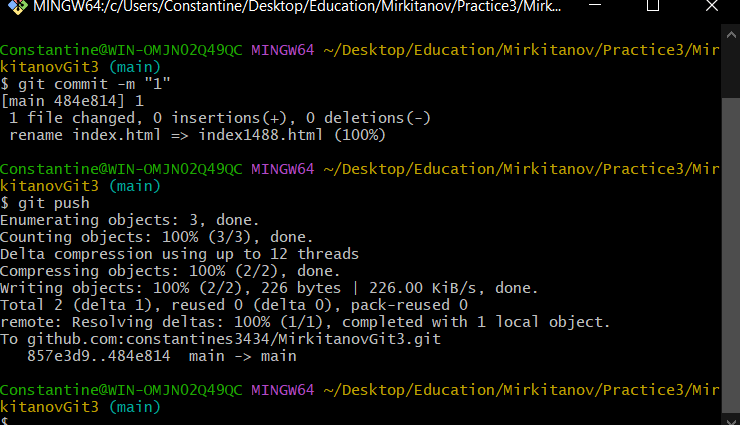 MINGW64:/c/Users/Constantine/Desktop/Education/Mirkitanov/Practice3/Mirk...
Constantine@WIN-OMJNO2Q49QC MINGW64 ~/Desktop/Education/Mirkitanov/Practice3/Mir
kitanovGit3 (main)
$ git commit -m "1"
[main 484e814] 1
 1 file changed, 0 insertions(+), 0 deletions(-)
 rename index.html => index1488.html (100%)
Constantine@WIN-OMJNO2Q49QC MINGW64 ~/Desktop/Education/Mirkitanov/Practice3/Mir
kitanovGit3 (main)
$ git push
Enumerating objects: 3, done.
Counting objects: 100% (3/3), done.
Delta compression using up to 12 threads
Compressing objects: 100% (2/2), done.
Writing objects: 100% (2/2), 226 bytes | 226.00 KiB/s, done.
Total 2 (delta 1), reused 0 (delta 0), pack-reused 0
remote: Resolving deltas: 100% (1/1), completed with 1 local object.
To github.com:constantines3434/MirkitanovGit3.git
   857e3d9..484e814  main -> main
Constantine@WIN-OMJNO2Q49QC MINGW64 ~/Desktop/Education/Mirkitanov/Practice3/Mir
kitanovGit3 (main)
$